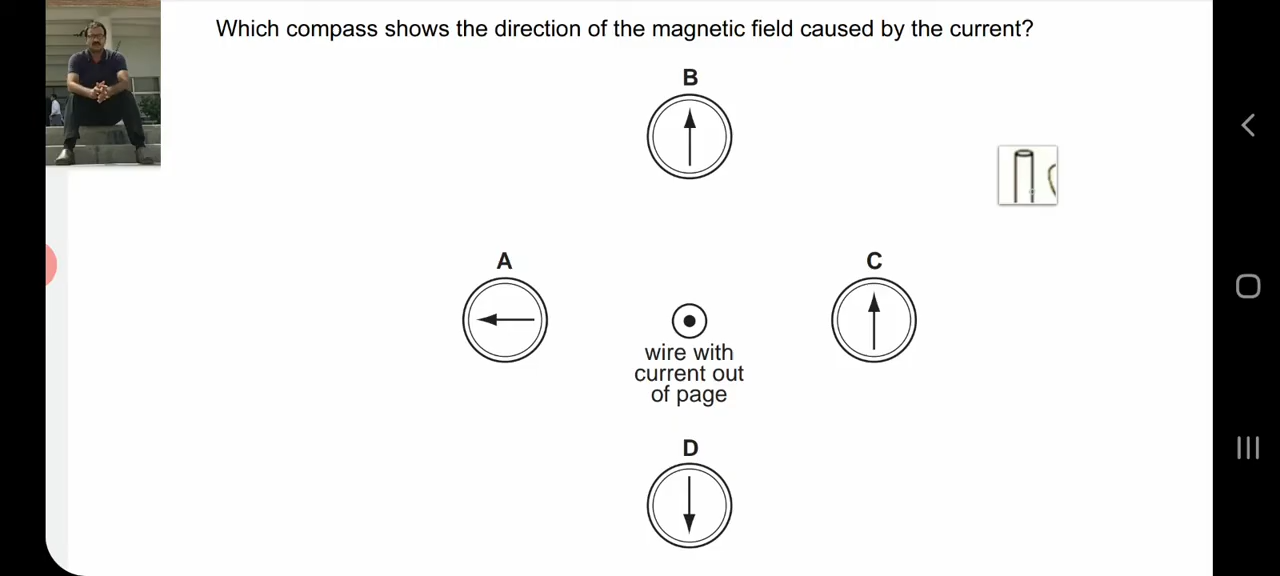 Which compass shows the direction of the magnetic field caused by the current?
B
A
C
wire with
current out
of page
D